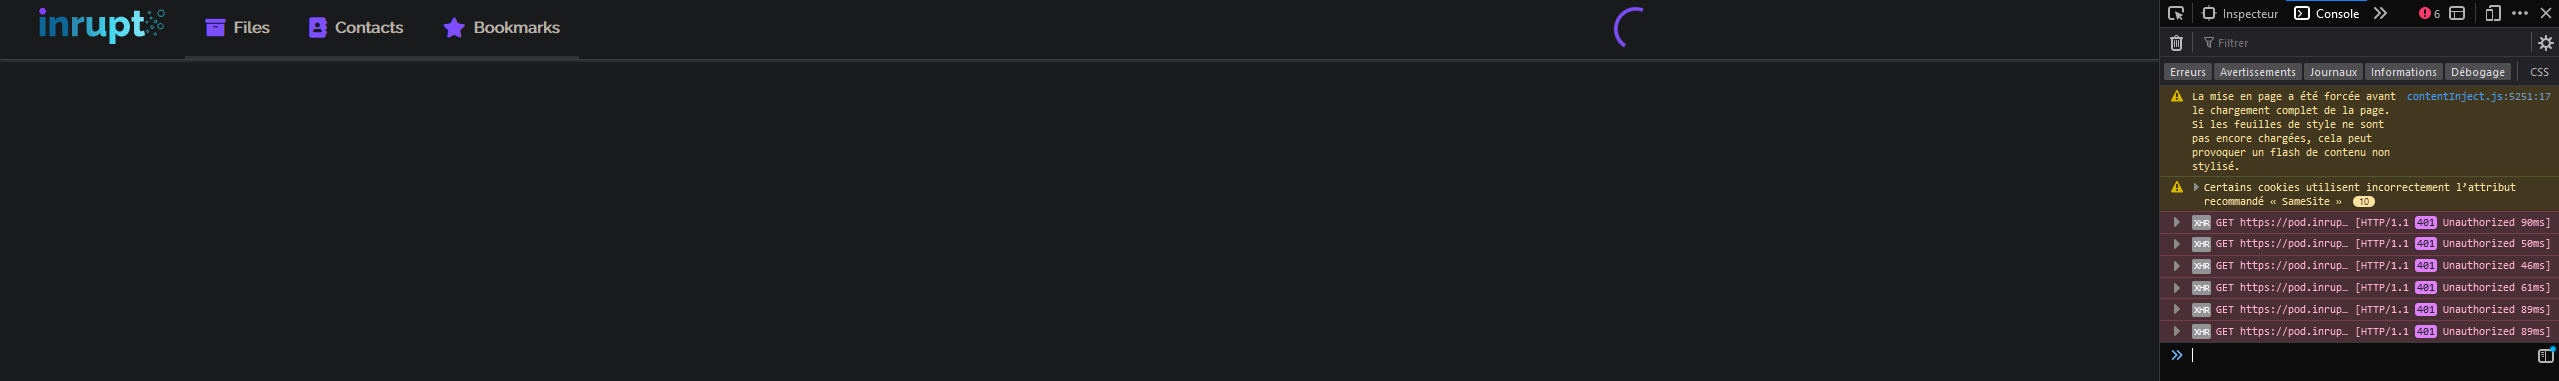 inrupt Files Contacts Bookmarks
Inspecteur Console 6
Filtrer
Erreurs Avertissements Journaux Informations Débogage CSS
La mise en page a été forcée avant contentInject.js:5251:17
le chargement complet de la page.
Si les feuilles de style ne sont
pas encore chargées, cela peut
provoquer un flash de contenu non
stylisé.
Certains cookies utilisent incorrectement l’attribut
recommandé « SameSite » 10
XHR GET https://pod.inrup… [HTTP/1.1 401 Unauthorized 90ms]
XHR GET https://pod.inrup… [HTTP/1.1 401 Unauthorized 50ms]
XHR GET https://pod.inrup… [HTTP/1.1 401 Unauthorized 46ms]
XHR GET https://pod.inrup… [HTTP/1.1 401 Unauthorized 61ms]
XHR GET https://pod.inrup… [HTTP/1.1 401 Unauthorized 89ms]
XHR GET https://pod.inrup… [HTTP/1.1 401 Unauthorized 89ms]